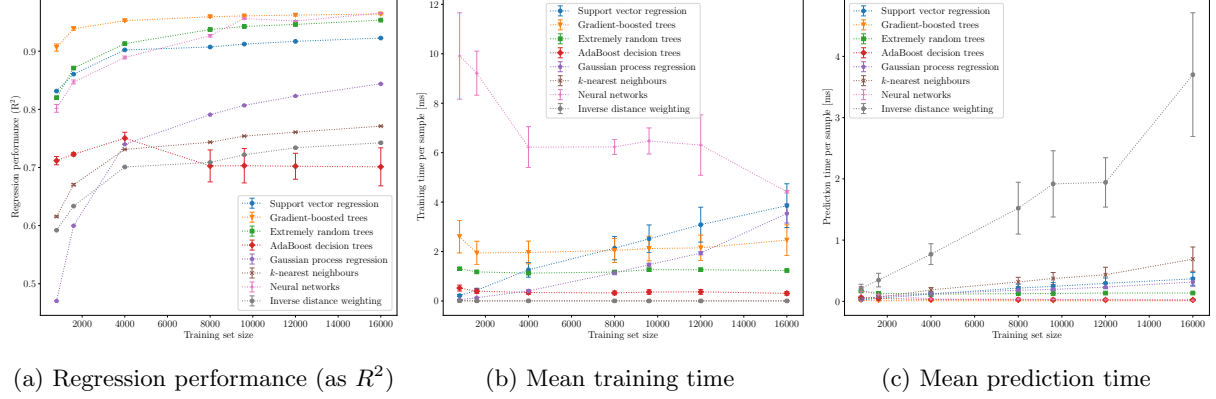 0.9
0.8
0.7
0.6
0.5
Regression performance (R²)
2000 4000 6000 8000 10000 12000 14000 16000
Training set size
Support vector regression
Gradient-boosted trees
Extremely random trees
AdaBoost decision trees
Gaussian process regression
k-nearest neighbours
Neural networks
Inverse distance weighting
(a) Regression performance (as R²)
12
10
8
6
4
2
0
Training time per sample [ms]
2000 4000 6000 8000 10000 12000 14000 16000
Training set size
Support vector regression
Gradient-boosted trees
Extremely random trees
AdaBoost decision trees
Gaussian process regression
k-nearest neighbours
Neural networks
Inverse distance weighting
(b) Mean training time
4
3
2
1
0
Prediction time per sample [ms]
2000 4000 6000 8000 10000 12000 14000 16000
Training set size
Support vector regression
Gradient-boosted trees
Extremely random trees
AdaBoost decision trees
Gaussian process regression
k-nearest neighbours
Neural networks
Inverse distance weighting
(c) Mean prediction time